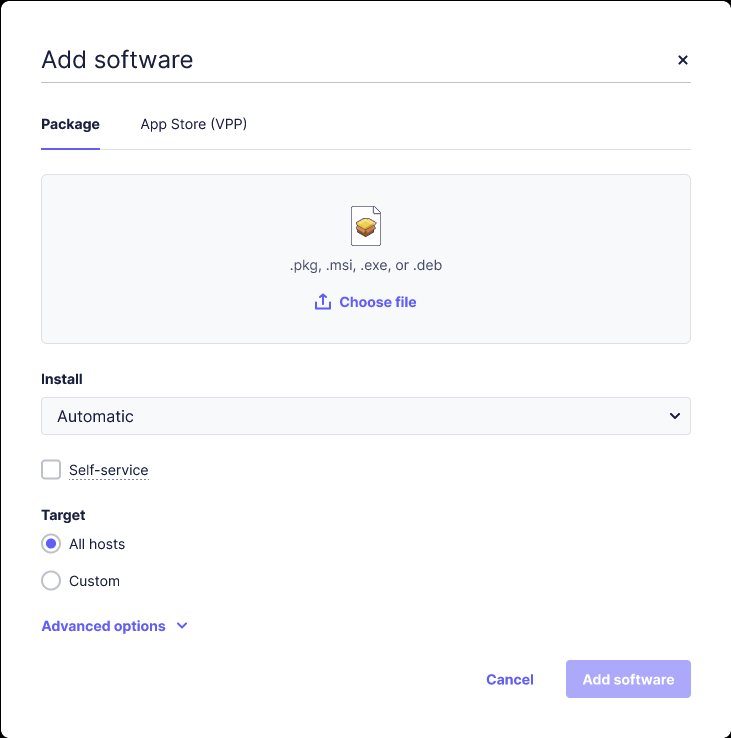 Add software
Package
App Store (VPP)
.pkg, .msi, .exe, or .deb
Choose file
Install
Automatic
Self-service
Target
All hosts
Custom
Advanced options
Cancel
Add software